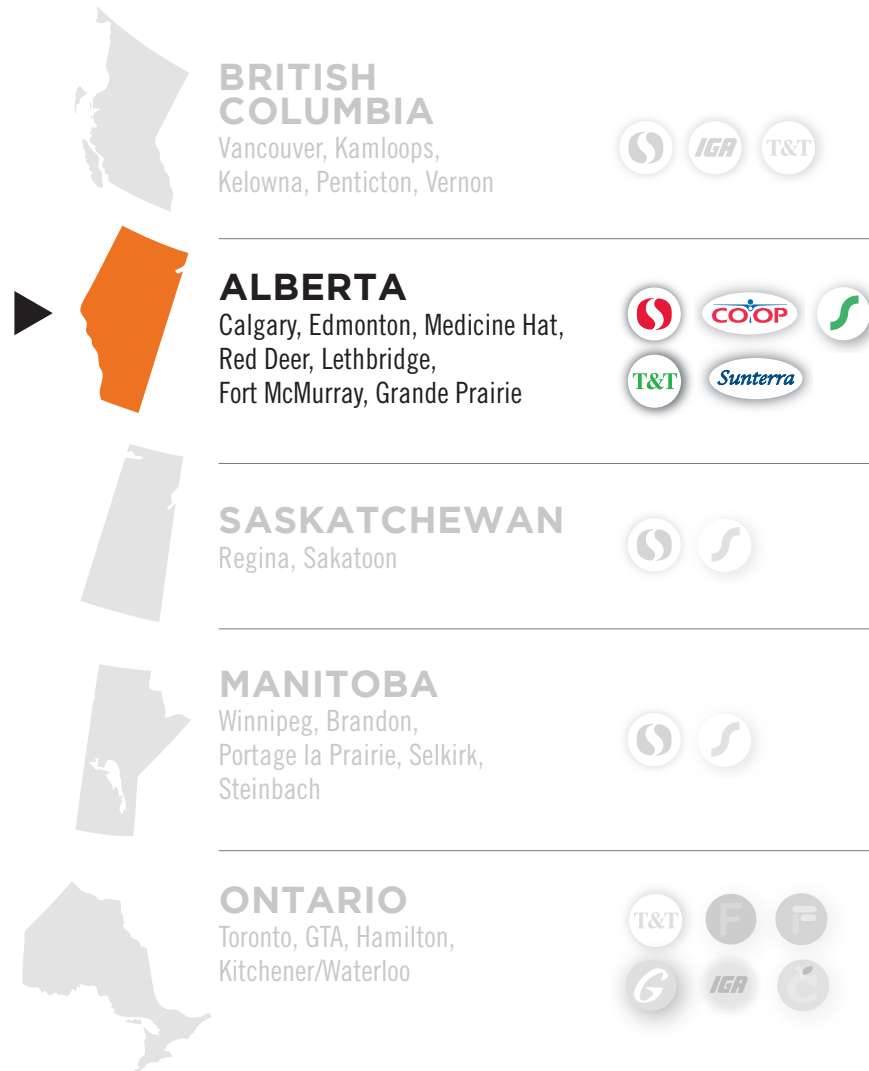 BRITISH
COLUMBIA
Vancouver, Kamloops,
Kelowna, Penticton, Vernon
IGA T&T
ALBERTA
Calgary, Edmonton, Medicine Hat,
Red Deer, Lethbridge,
Fort McMurray, Grande Prairie
CO-OP
T&T Sunterra
SASKATCHEWAN
Regina, Sakatoon
MANITOBA
Winnipeg, Brandon,
Portage la Prairie, Selkirk,
Steinbach
ONTARIO
Toronto, GTA, Hamilton,
Kitchener/Waterloo
T&T F F
G IGA C